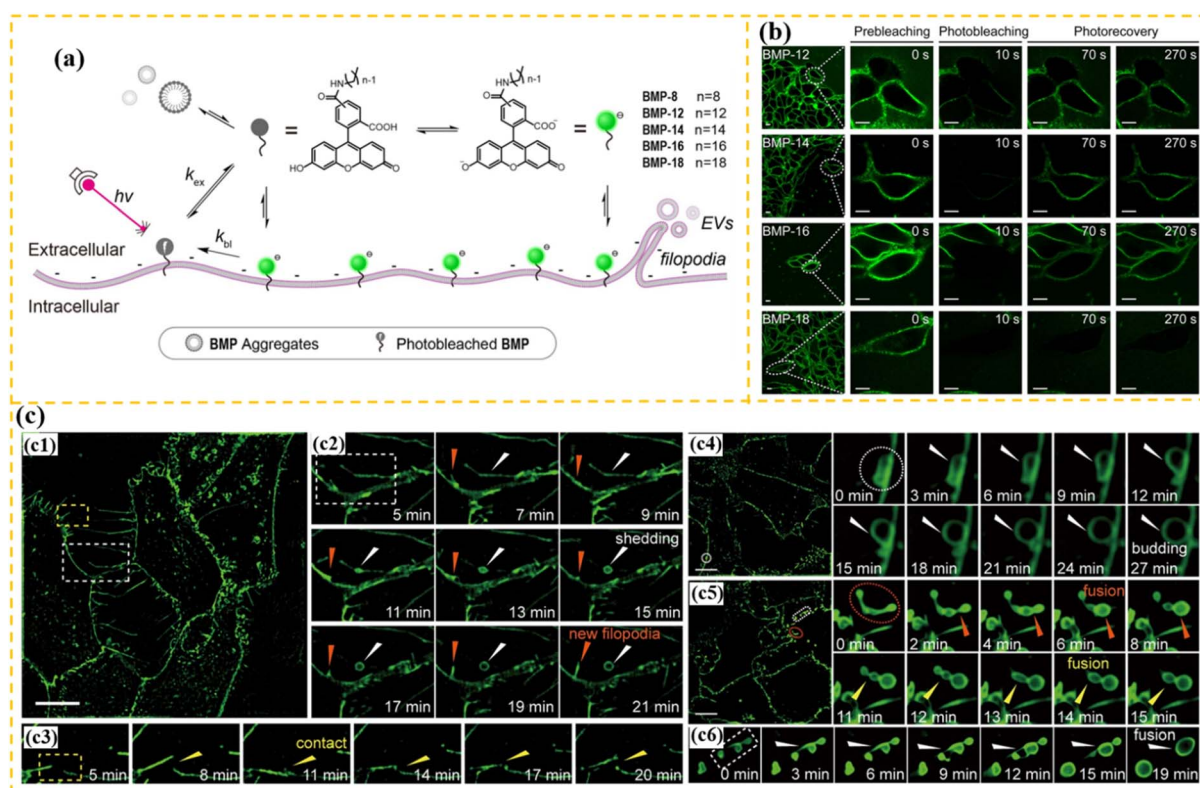 (a)
HN
n-1
O
COOH
HO
O
O
HN
n-1
O
COO⁻
⁻O
O
O
BMP-8 n=8
BMP-12 n=12
BMP-14 n=14
BMP-16 n=16
BMP-18 n=18
hv
kex
kbl
Extracellular
Intracellular
EVs
filopodia
BMP Aggregates
Photobleached BMP
(b)
Prebleaching Photobleaching Photorecovery
BMP-12 0 s 10 s 70 s 270 s
BMP-14 0 s 10 s 70 s 270 s
BMP-16 0 s 10 s 70 s 270 s
BMP-18 0 s 10 s 70 s 270 s
(c)
(c1)
(c2)
5 min 7 min 9 min
shedding
11 min 13 min 15 min
new filopodia
17 min 19 min 21 min
(c3)
contact
5 min 8 min 11 min 14 min 17 min 20 min
(c4)
0 min 3 min 6 min 9 min 12 min
budding
15 min 18 min 21 min 24 min 27 min
(c5)
fusion
0 min 2 min 4 min 6 min 8 min
fusion
11 min 12 min 13 min 14 min 15 min
(c6)
fusion
0 min 3 min 6 min 9 min 12 min 15 min 19 min